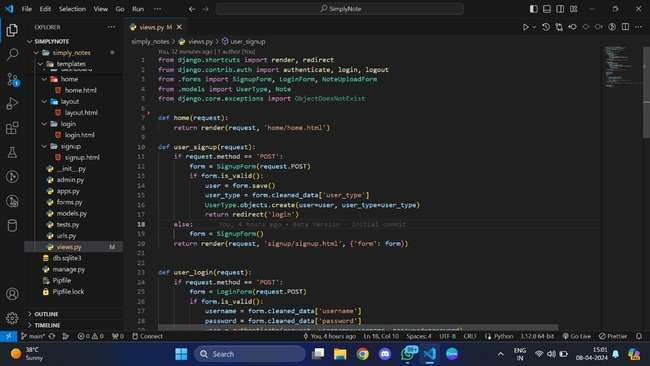 File Edit Selection View Go Run ...
SimplyNote
EXPLORER
SIMPLYNOTE
simply_notes
templates
dashboard
home
home.html
layout
layout.html
login
login.html
signup
signup.html
__init__.py
admin.py
apps.py
forms.py
models.py
tests.py
urls.py
views.py M
db.sqlite3
manage.py
Pipfile
Pipfile.lock
OUTLINE
TIMELINE
views.py M
simply_notes > views.py > user_signup
You, 32 minutes ago | 1 author (You)
1 from django.shortcuts import render, redirect
2 from django.contrib.auth import authenticate, login, logout
3 from .forms import SignupForm, LoginForm, NoteUploadForm
4 from .models import UserType, Note
5 from django.core.exceptions import ObjectDoesNotExist
6
7 def home(request):
8 return render(request, 'home/home.html')
9
10 def user_signup(request):
11 if request.method == 'POST':
12 form = SignupForm(request.POST)
13 if form.is_valid():
14 user = form.save()
15 user_type = form.cleaned_data['user_type']
16 UserType.objects.create(user=user, user_type=user_type)
17 return redirect('login')
18 else: You, 4 hours ago • Beta Version - Initial commit
19 form = SignupForm()
20 return render(request, 'signup/signup.html', {'form': form})
21
22
23 def user_login(request):
24 if request.method == 'POST':
25 form = LoginForm(request.POST)
26 if form.is_valid():
27 username = form.cleaned_data['username']
28 password = form.cleaned_data['password']
29 user = authenticate(request, username=username, password=password)
main* 0 0 0 Connect You, 4 hours ago Ln 18, Col 10 Spaces: 4 UTF-8 CRLF Python 3.12.0 64-bit Go Live Prettier
38°C
Sunny
Search
ENG
IN
15:01
08-04-2024